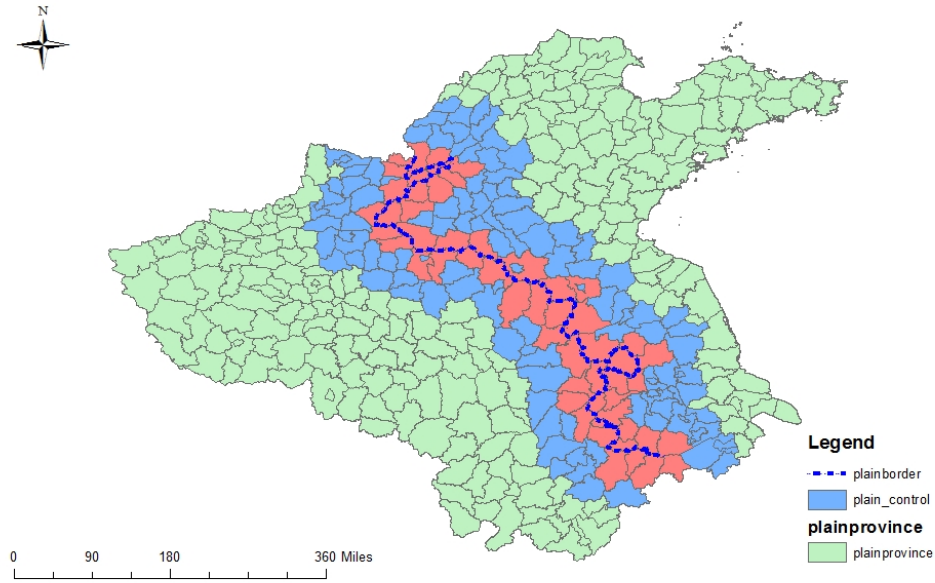 N
Legend
plainborder
plain_control
plainprovince
plainprovince
0 90 180 360 Miles